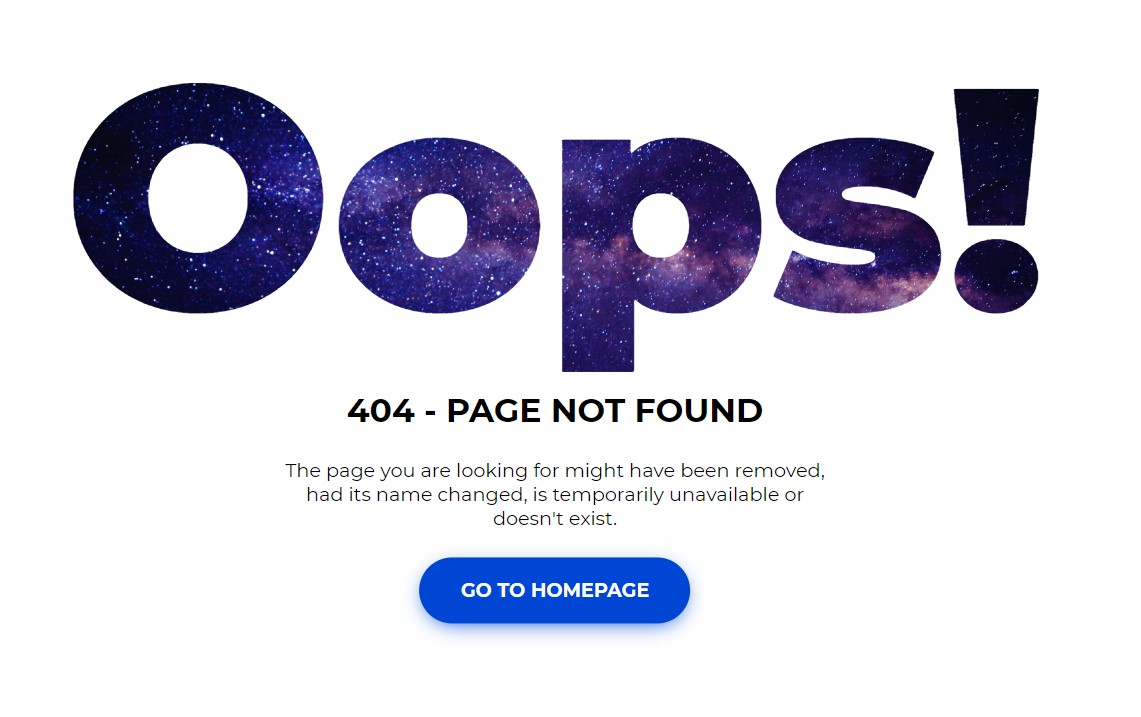 Oops!
404 - PAGE NOT FOUND
The page you are looking for might have been removed,
had its name changed, is temporarily unavailable or
doesn't exist.
GO TO HOMEPAGE